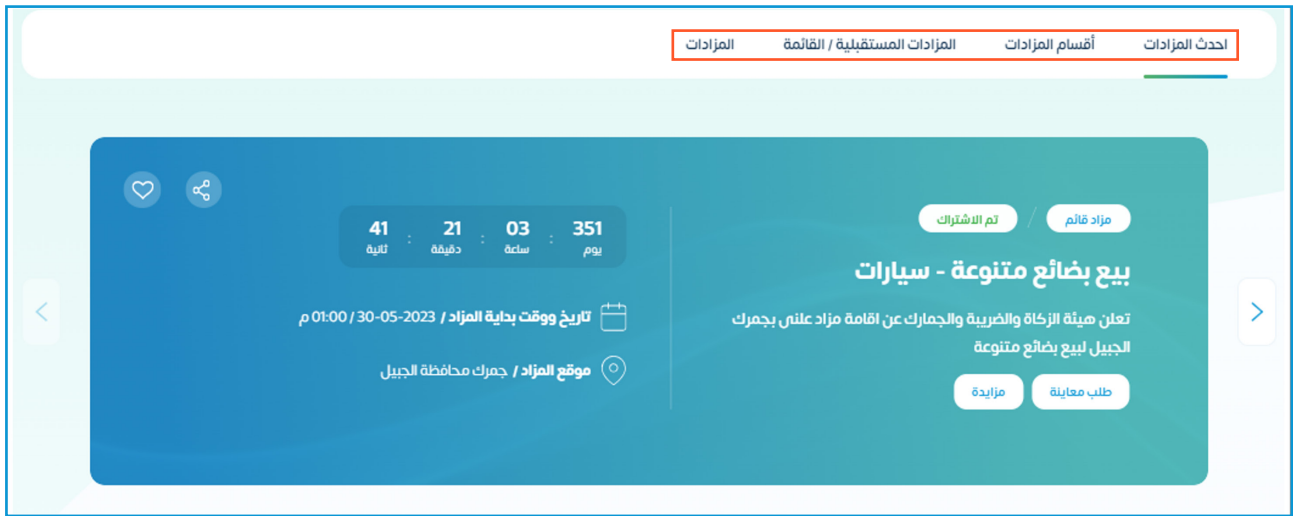 احدث المزادات
أقسام المزادات
المزادات المستقبلية / القائمة
المزادات
مزاد قائم / تم الاشتراك
بيع بضائع متنوعة - سيارات
تعلن هيئة الزكاة والضريبة والجمارك عن اقامة مزاد علنى بجمرك
الجبيل لبيع بضائع متنوعة
طلب معاينة
مزايدة
351 : 03 : 21 : 41
يوم ساعة دقيقة ثانية
تاريخ ووقت بداية المزاد / 2023-05-30 / 01:00 م
موقع المزاد / جمرك محافظة الجبيل